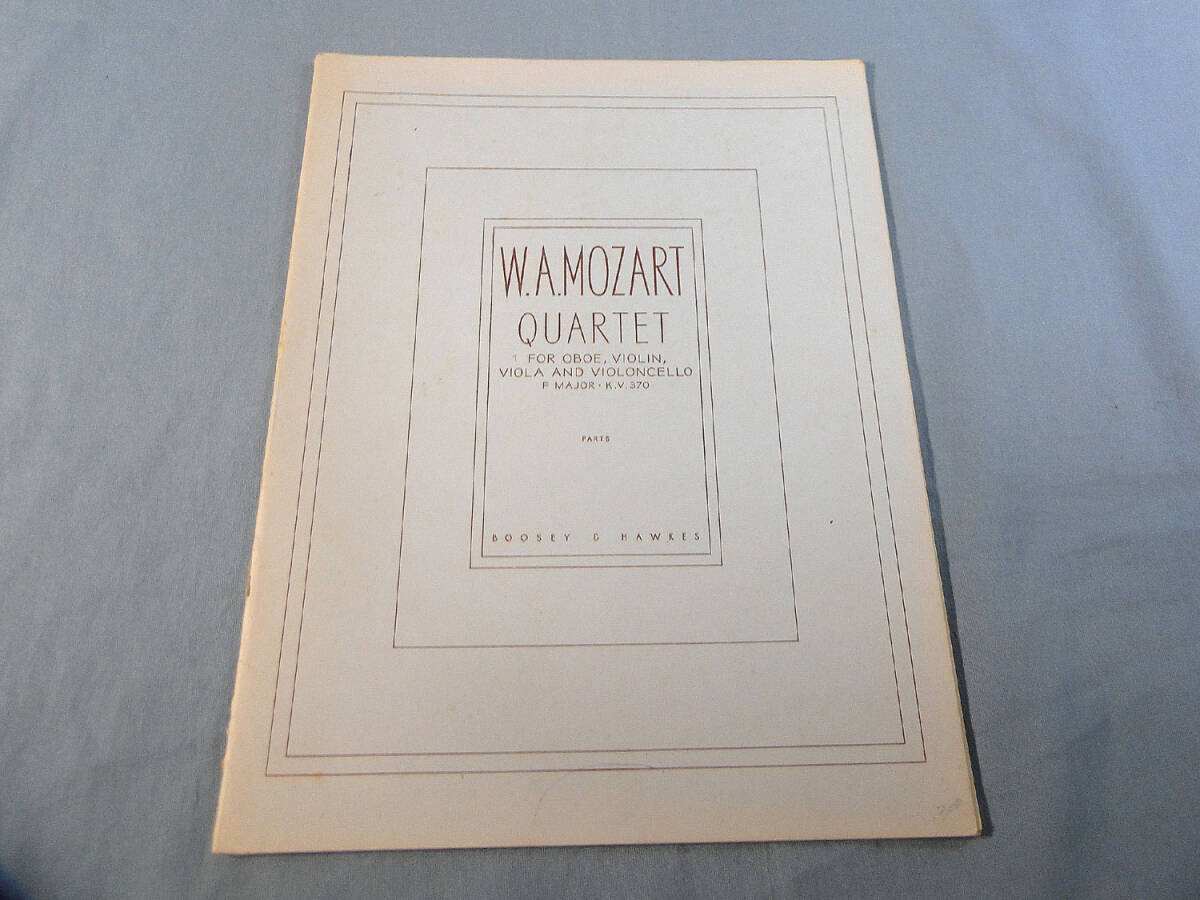 W.A.MOZART
QUARTET
FOR OBOE, VIOLIN,
VIOLA AND VIOLONCELLO
F MAJOR · K.V. 370
PARTS
BOOSEY & HAWKES